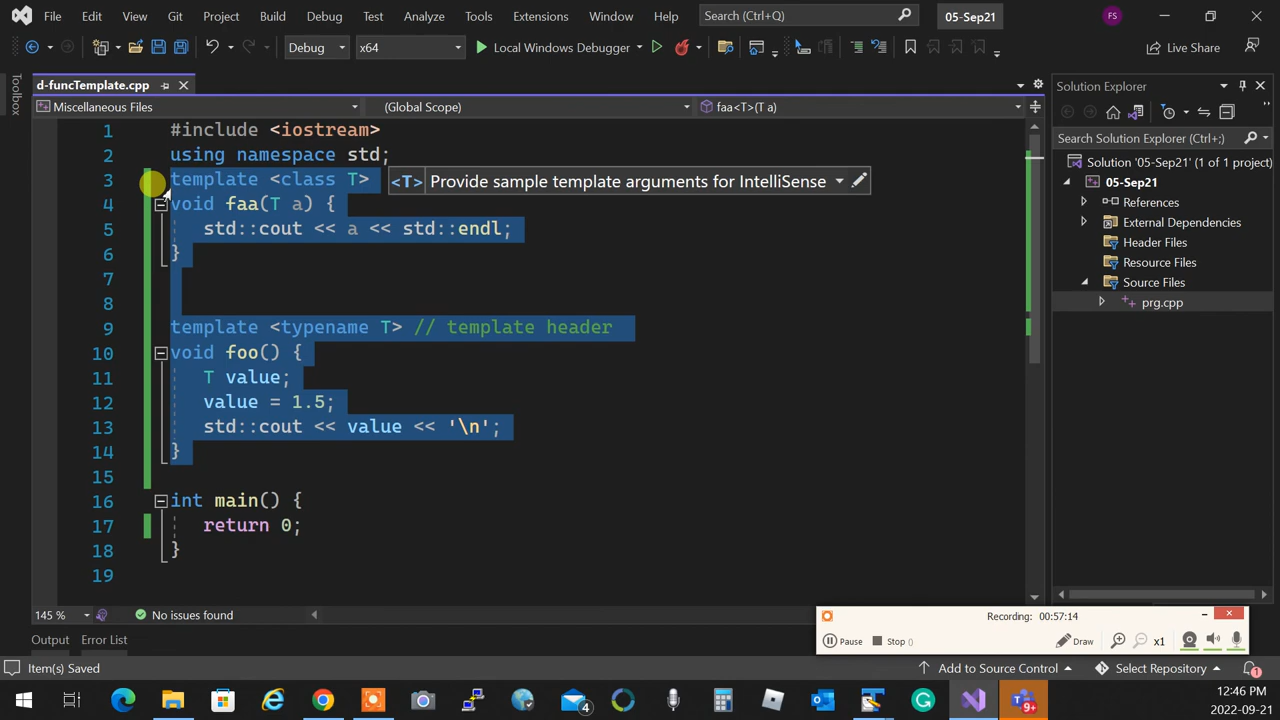 File Edit View Git Project Build Debug Test Analyze Tools Extensions Window Help Search (Ctrl+Q) 05-Sep21 FS
Debug x64 Local Windows Debugger Live Share
Toolbox
d-funcTemplate.cpp
Miscellaneous Files (Global Scope) faa<T>(T a)
1 #include <iostream>
2 using namespace std;
3 template <class T> <T> Provide sample template arguments for IntelliSense
4 void faa(T a) {
5 std::cout << a << std::endl;
6 }
7
8
9 template <typename T> // template header
10 void foo() {
11 T value;
12 value = 1.5;
13 std::cout << value << '\n';
14 }
15
16 int main() {
17 return 0;
18 }
19
145 % No issues found
Output Error List
Item(s) Saved
Solution Explorer
Search Solution Explorer (Ctrl+;)
Solution '05-Sep21' (1 of 1 project)
05-Sep21
References
External Dependencies
Header Files
Resource Files
Source Files
prg.cpp
Recording: 00:57:14
Pause Stop () Draw x1
Add to Source Control Select Repository 1
4
9+
12:46 PM
2022-09-21